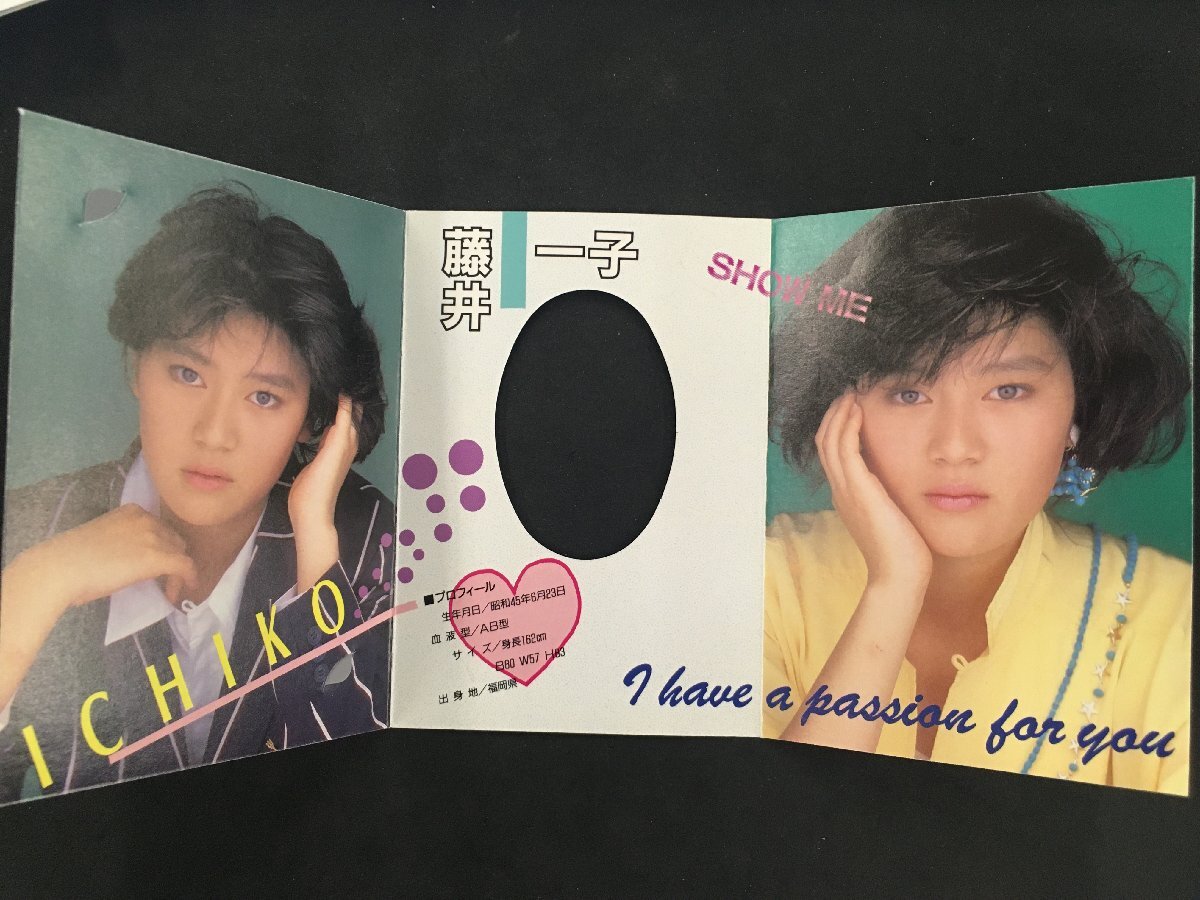 ICHIKO
藤井
一子
SHOW ME
■プロフィール
生年月日/昭和45年6月23日
血液型/AB型
サイズ/身長162cm
B80 W57 H83
出身地/福岡県
I have a passion for you